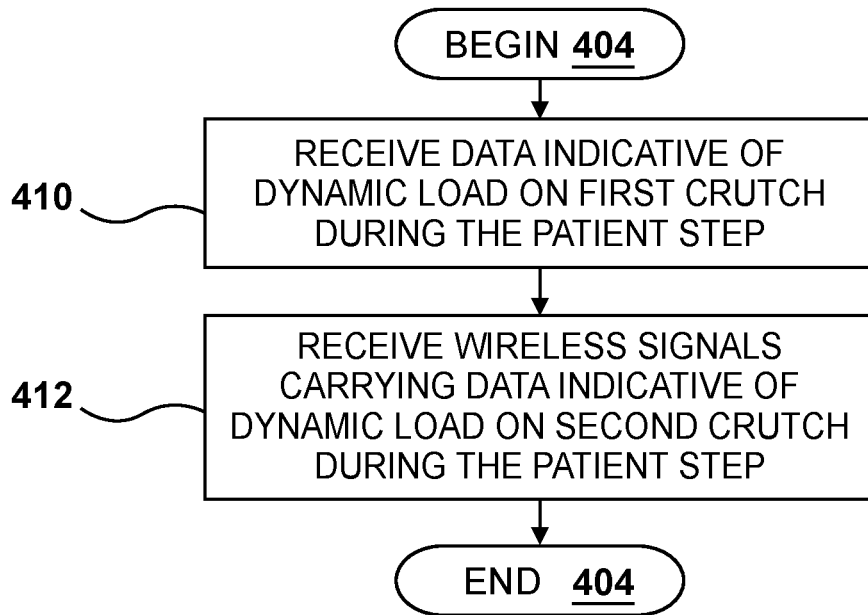 BEGIN 404
410
RECEIVE DATA INDICATIVE OF
DYNAMIC LOAD ON FIRST CRUTCH
DURING THE PATIENT STEP
412
RECEIVE WIRELESS SIGNALS
CARRYING DATA INDICATIVE OF
DYNAMIC LOAD ON SECOND CRUTCH
DURING THE PATIENT STEP
END 404